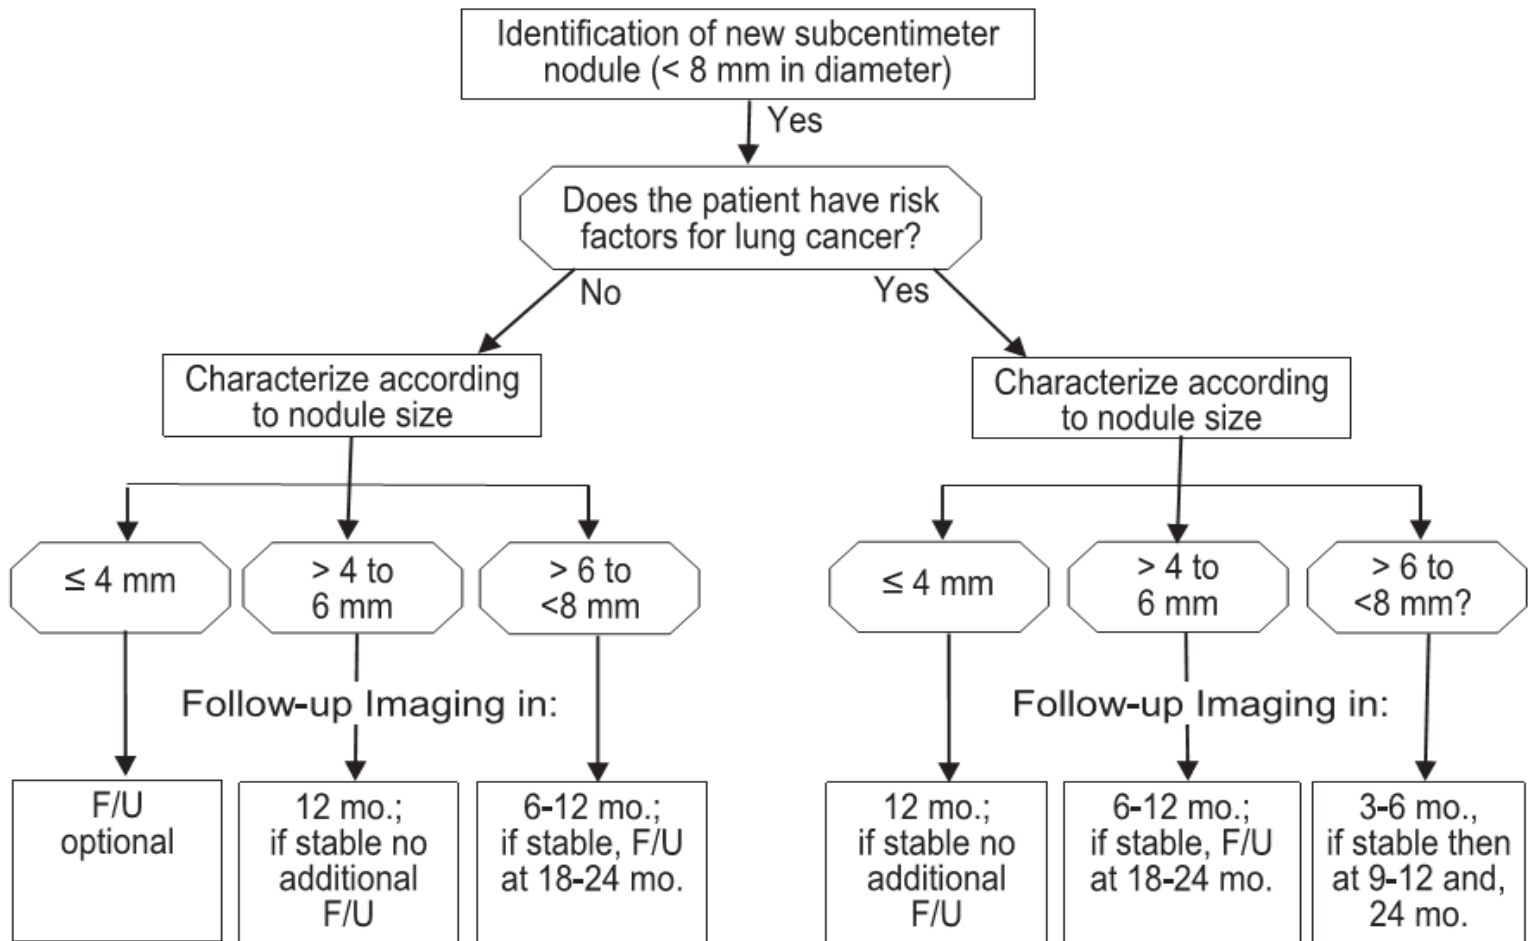 Identification of new subcentimeter
nodule (< 8 mm in diameter)
Yes
Does the patient have risk
factors for lung cancer?
No
Yes
Characterize according
to nodule size
Characterize according
to nodule size
≤ 4 mm
> 4 to
6 mm
> 6 to
<8 mm
≤ 4 mm
> 4 to
6 mm
> 6 to
<8 mm?
Follow-up Imaging in:
Follow-up Imaging in:
F/U
optional
12 mo.;
if stable no
additional
F/U
6-12 mo.;
if stable, F/U
at 18-24 mo.
12 mo.;
if stable no
additional
F/U
6-12 mo.;
if stable, F/U
at 18-24 mo.
3-6 mo.,
if stable then
at 9-12 and,
24 mo.